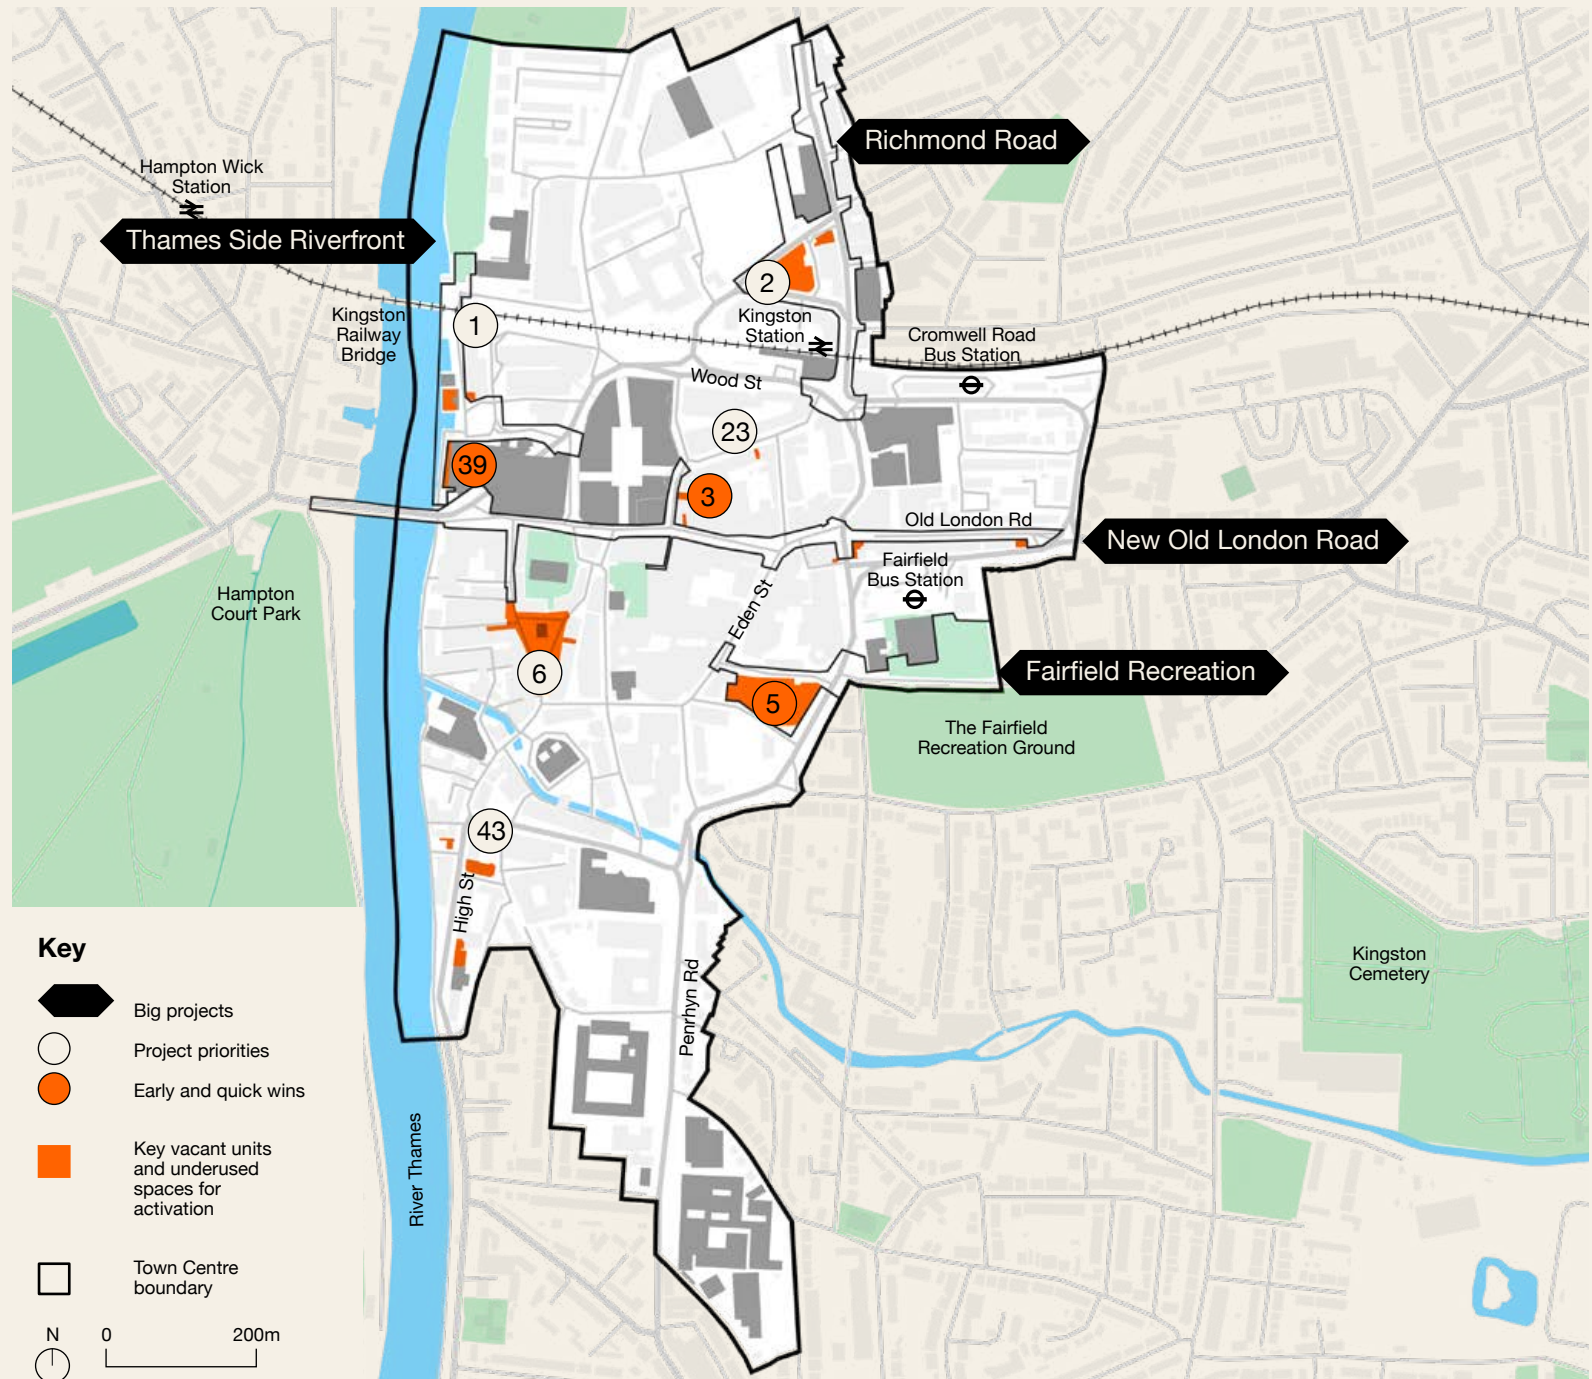 Richmond Road
Hampton Wick
Station
Thames Side Riverfront
2
Kingston
Station
Kingston
Railway
Bridge
1
Cromwell Road
Bus Station
Wood St
23
39
3
Old London Rd
New Old London Road
Fairfield
Bus Station
Hampton
Court Park
Eden St
6
Fairfield Recreation
5
The Fairfield
Recreation Ground
43
High St
Kingston
Cemetery
Penrhyn Rd
River Thames
Key
Big projects
Project priorities
Early and quick wins
Key vacant units
and underused
spaces for
activation
Town Centre
boundary
N
0
200m